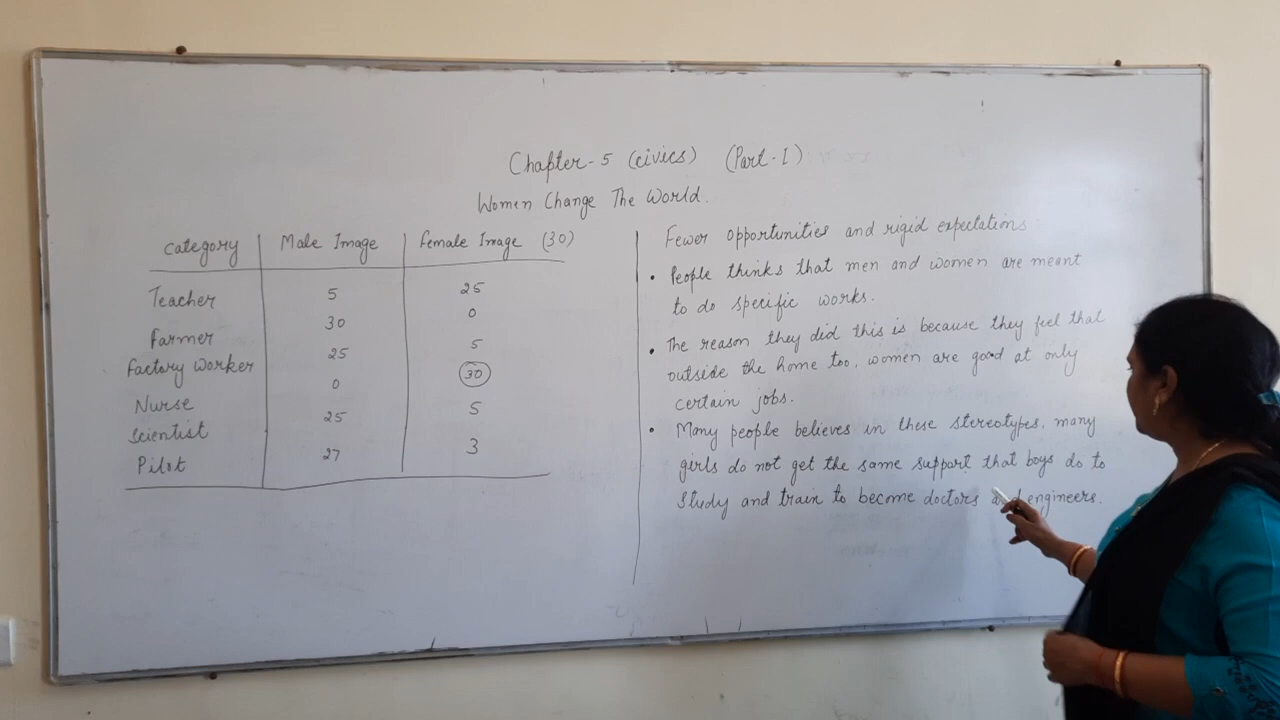 Chapter-5 (civics) (Part-I)
Women Change The World.
Category Male Image Female Image (30)
Teacher 5 25
Farmer 30 0
Factory Worker 25 5
Nurse 0 30
Scientist 25 5
Pilot 27 3
Fewer opportunities and rigid expectations
• People thinks that men and women are meant
to do specific works.
• The reason they did this is because they feel that
outside the home too, women are good at only
certain jobs.
• Many people believes in these stereotypes. many
girls do not get the same support that boys do to
study and train to become doctors and engineers.